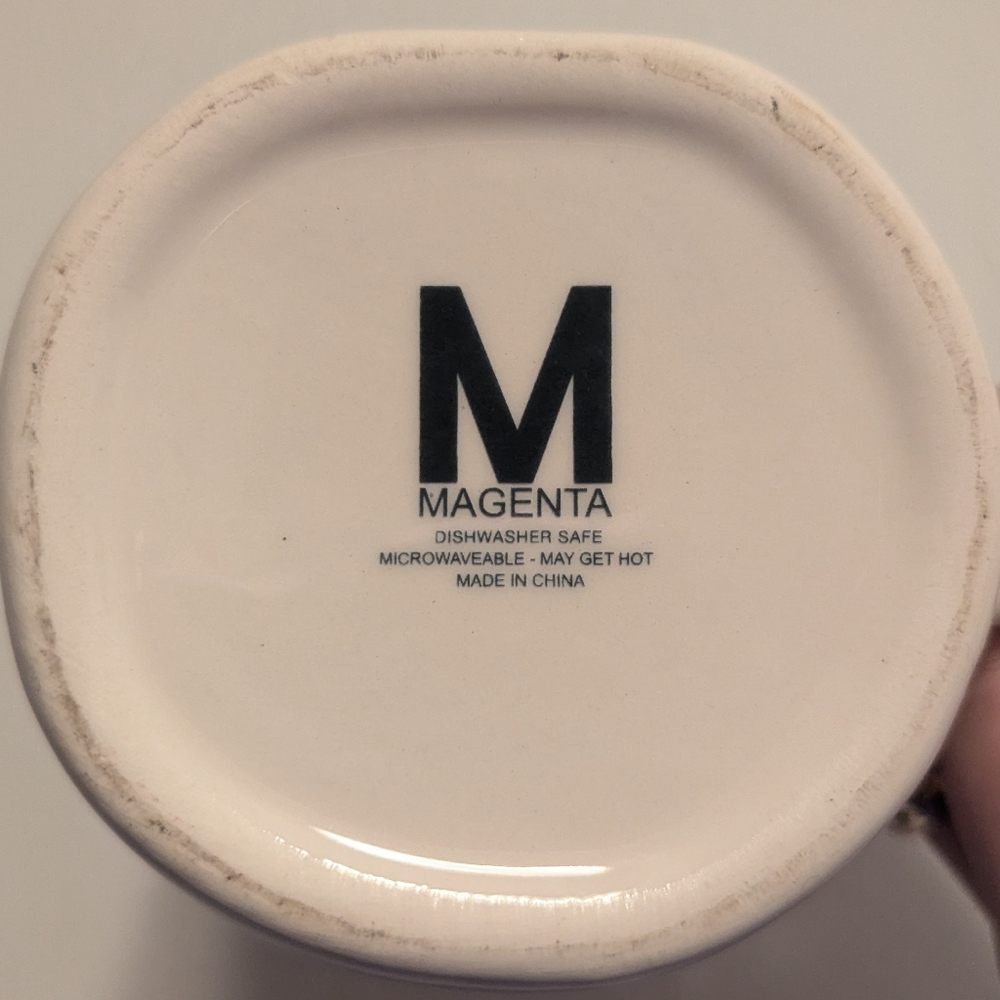 M
MAGENTA
DISHWASHER SAFE
MICROWAVEABLE - MAY GET HOT
MADE IN CHINA